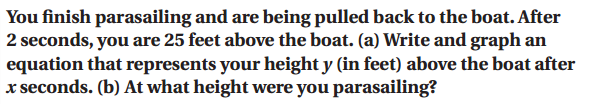 You finish parasailing and are being pulled back to the boat. After
2 seconds, you are 25 feet above the boat. (a) Write and graph an
equation that represents your height y (in feet) above the boat after
x seconds. (b) At what height were you parasailing?